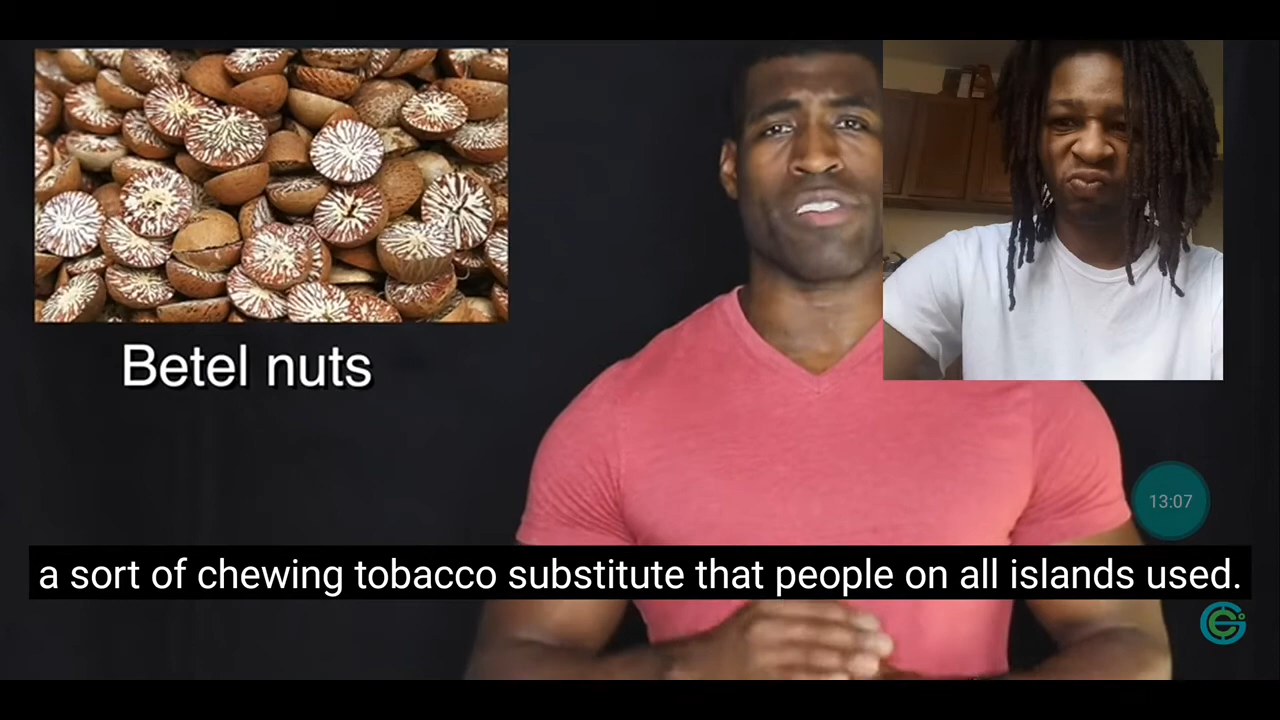 Betel nuts
13:07
a sort of chewing tobacco substitute that people on all islands used.